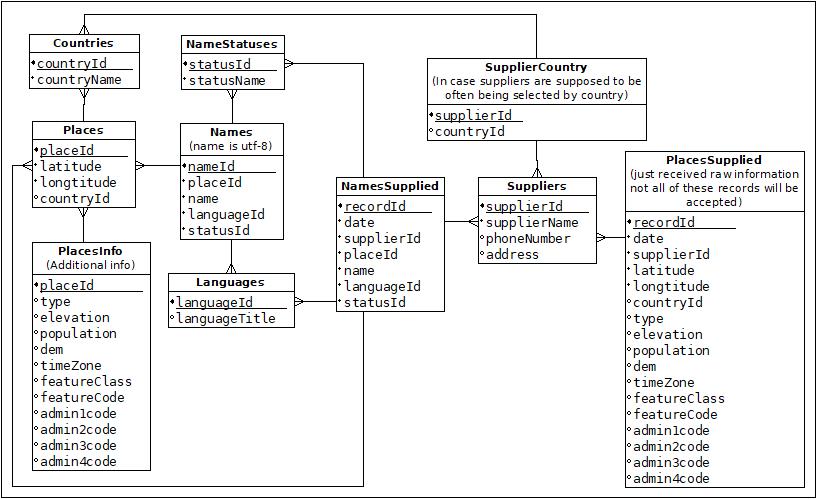 Countries
countryId
countryName
NameStatuses
statusId
statusName
SupplierCountry
(In case suppliers are supposed to be
often being selected by country)
supplierId
countryId
Places
placeId
latitude
longtitude
countryId
Names
(name is utf-8)
nameId
placeId
name
languageId
statusId
NamesSupplied
recordId
date
supplierId
placeId
name
languageId
statusId
Suppliers
supplierId
supplierName
phoneNumber
address
PlacesSupplied
(just received raw information
not all of these records will be
accepted)
recordId
date
supplierId
latitude
longtitude
countryId
type
elevation
population
dem
timeZone
featureClass
featureCode
admin1code
admin2code
admin3code
admin4code
PlacesInfo
(Additional info)
placeId
type
elevation
population
dem
timeZone
featureClass
featureCode
admin1code
admin2code
admin3code
admin4code
Languages
languageId
languageTitle